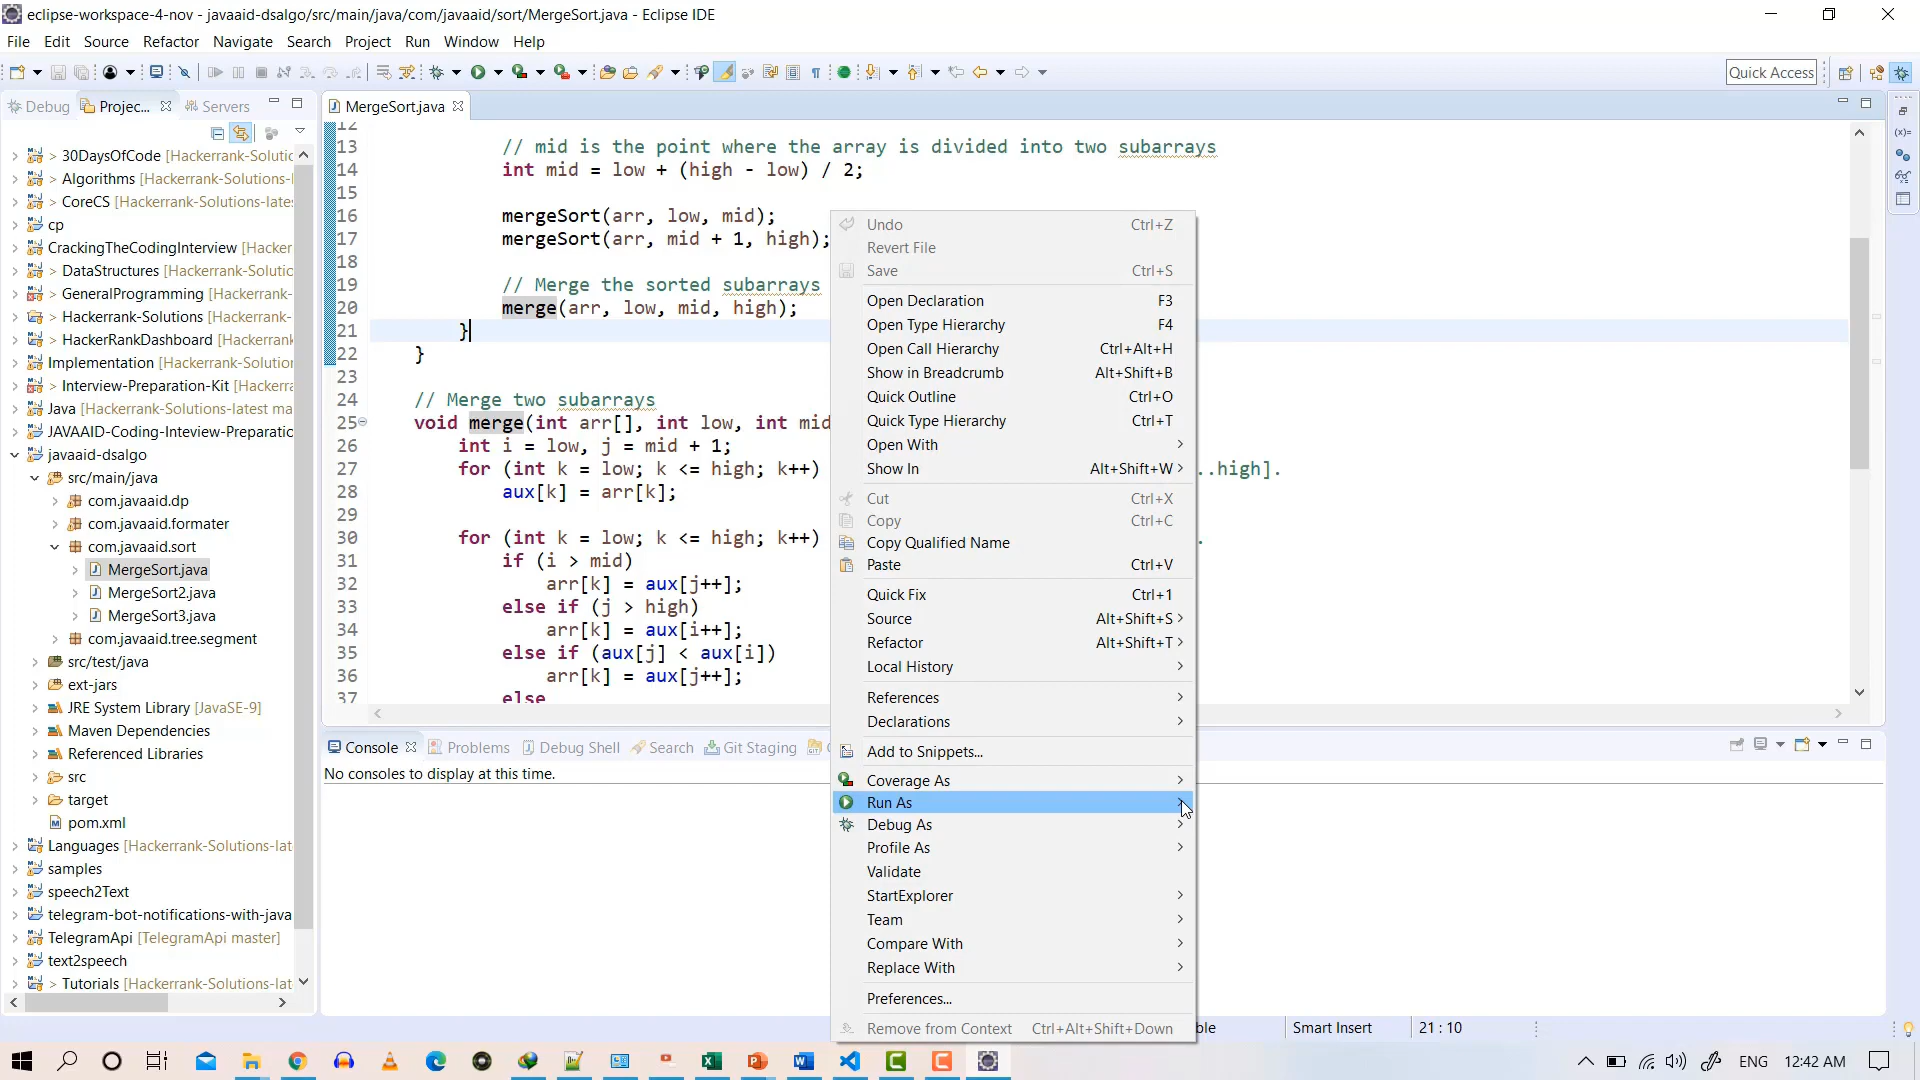 eclipse-workspace-4-nov - javaaid-dsalgo/src/main/java/com/javaaid/sort/MergeSort.java - Eclipse IDE
File Edit Source Refactor Navigate Search Project Run Window Help
Quick Access
Debug Projec... Servers
MergeSort.java
> 30DaysOfCode [Hackerrank-Solutic
> Algorithms [Hackerrank-Solutions-l
> CoreCS [Hackerrank-Solutions-lates
cp
CrackingTheCodingInterview [Hacker
> DataStructures [Hackerrank-Solutio
> GeneralProgramming [Hackerrank-
> Hackerrank-Solutions [Hackerrank-
> HackerRankDashboard [Hackerrank
Implementation [Hackerrank-Solution
> Interview-Preparation-Kit [Hackerra
Java [Hackerrank-Solutions-latest ma
JAVAAID-Coding-Inteview-Preparatic
javaaid-dsalgo
src/main/java
com.javaaid.dp
com.javaaid.formater
com.javaaid.sort
MergeSort.java
MergeSort2.java
MergeSort3.java
com.javaaid.tree.segment
src/test/java
ext-jars
JRE System Library [JavaSE-9]
Maven Dependencies
Referenced Libraries
src
target
pom.xml
Languages [Hackerrank-Solutions-lat
samples
speech2Text
telegram-bot-notifications-with-java
TelegramApi [TelegramApi master]
text2speech
> Tutorials [Hackerrank-Solutions-lat
12
13 // mid is the point where the array is divided into two subarrays
14 int mid = low + (high - low) / 2;
15
16 mergeSort(arr, low, mid);
17 mergeSort(arr, mid + 1, high);
18
19 // Merge the sorted subarrays
20 merge(arr, low, mid, high);
21 }
22 }
23
24 // Merge two subarrays
25 void merge(int arr[], int low, int mid
26 int i = low, j = mid + 1;
27 for (int k = low; k <= high; k++) ..high].
28 aux[k] = arr[k];
29
30 for (int k = low; k <= high; k++) .
31 if (i > mid)
32 arr[k] = aux[j++];
33 else if (j > high)
34 arr[k] = aux[i++];
35 else if (aux[j] < aux[i])
36 arr[k] = aux[j++];
37 else
Undo Ctrl+Z
Revert File
Save Ctrl+S
Open Declaration F3
Open Type Hierarchy F4
Open Call Hierarchy Ctrl+Alt+H
Show in Breadcrumb Alt+Shift+B
Quick Outline Ctrl+O
Quick Type Hierarchy Ctrl+T
Open With
Show In Alt+Shift+W
Cut Ctrl+X
Copy Ctrl+C
Copy Qualified Name
Paste Ctrl+V
Quick Fix Ctrl+1
Source Alt+Shift+S
Refactor Alt+Shift+T
Local History
References
Declarations
Add to Snippets...
Coverage As
Run As
Debug As
Profile As
Validate
StartExplorer
Team
Compare With
Replace With
Preferences...
Remove from Context Ctrl+Alt+Shift+Down
Console Problems Debug Shell Search Git Staging
No consoles to display at this time.
ble Smart Insert 21 : 10
ENG 12:42 AM